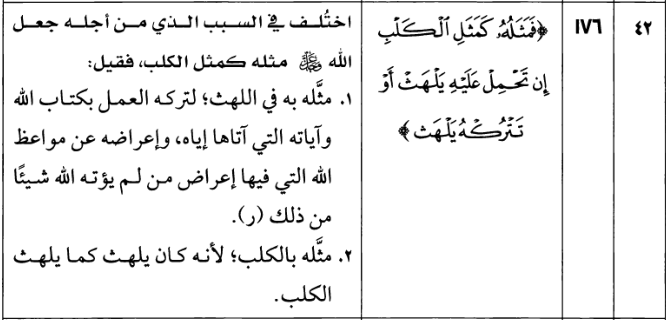 ٤٢
١٧٦
﴿فَمَثَلُهُۥ كَمَثَلِ ٱلْكَلْبِ
إِن تَحْمِلْ عَلَيْهِ يَلْهَثْ أَوْ
تَتْرُكْهُ يَلْهَث﴾
اختُلف في السبب الذي من أجله جعل
الله ﷻ مثله كمثل الكلب، فقيل:
١. مثَّله به في اللهث؛ لتركه العمل بكتاب الله
وآياته التي آتاها إياه، وإعراضه عن مواعظ
الله التي فيها إعراض من لم يؤته الله شيئًا
من ذلك (ر).
٢. مثَّله بالكلب؛ لأنه كان يلهث كما يلهث
الكلب.